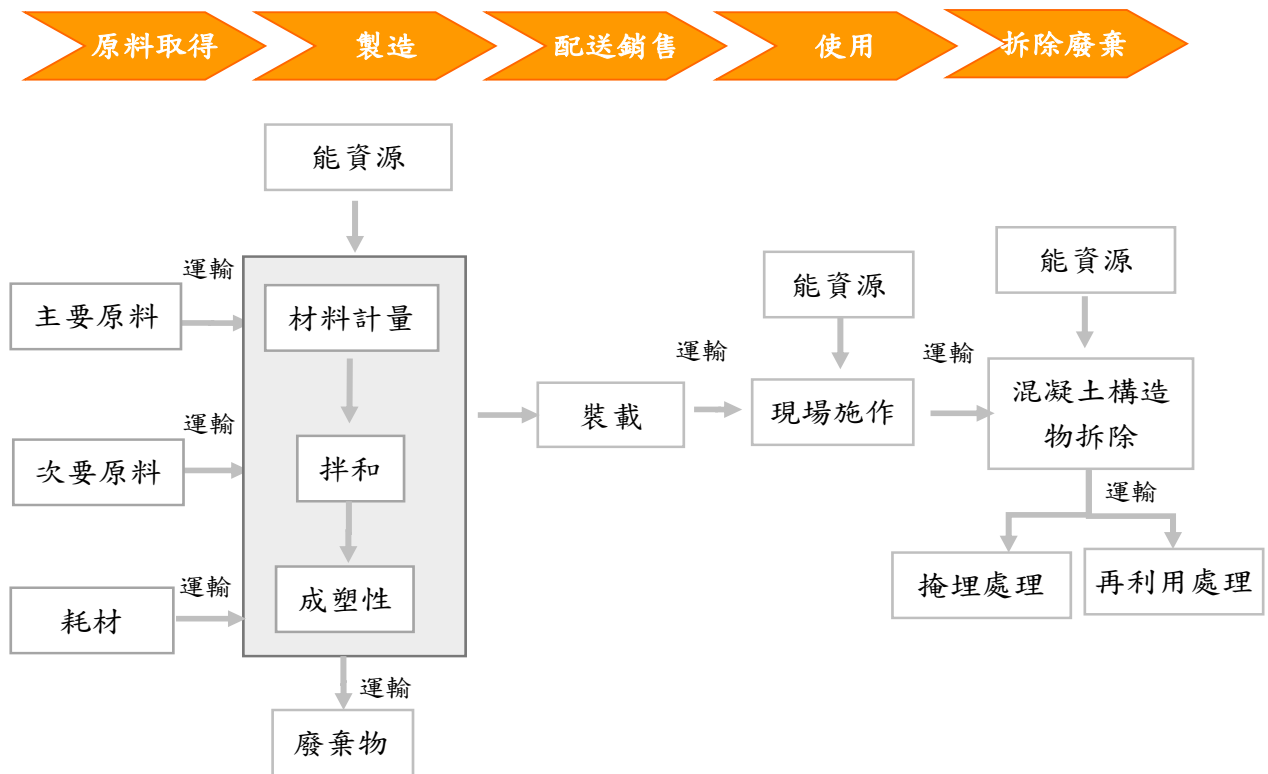 原料取得
製造
配送銷售
使用
拆除廢棄
能資源
運輸
主要原料
材料計量
運輸
次要原料
拌和
運輸
耗材
成塑性
運輸
廢棄物
裝載
運輸
能資源
現場施作
運輸
能資源
混凝土構造
物拆除
運輸
掩埋處理
再利用處理